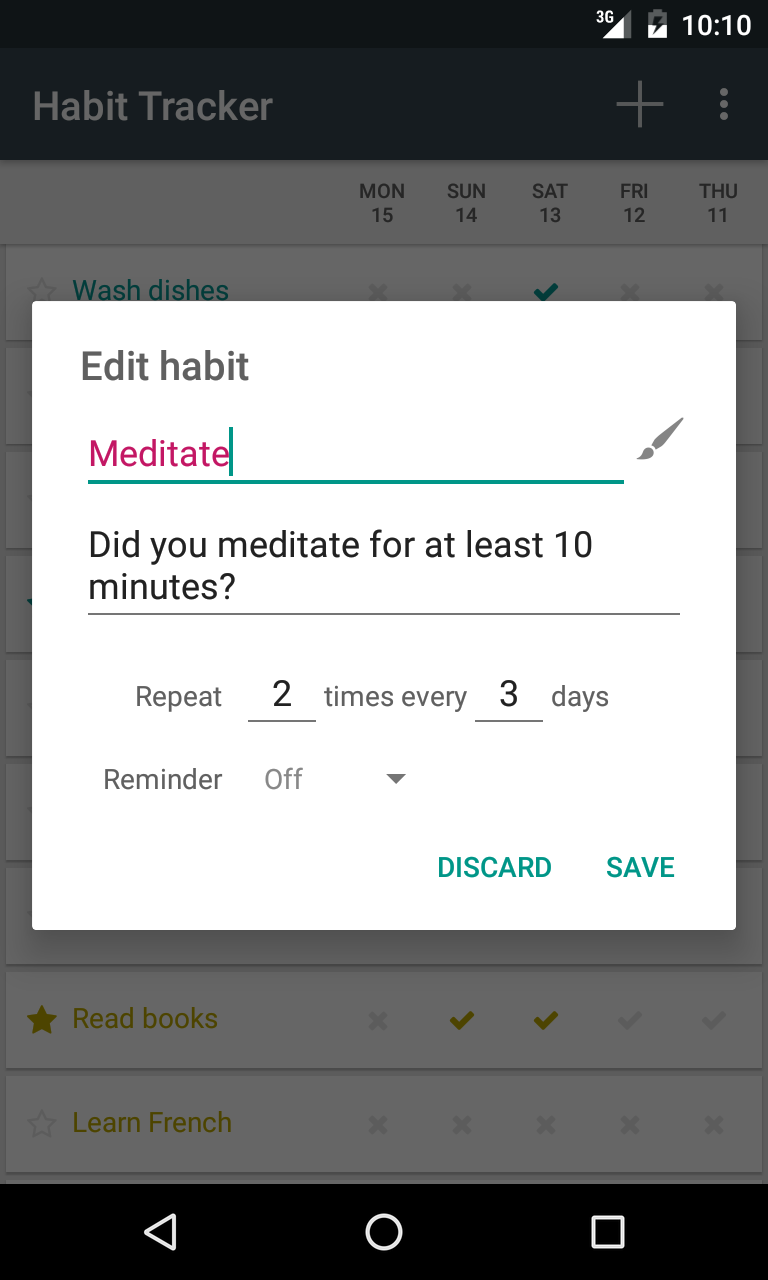 3G 10:10
Habit Tracker
MON SUN SAT FRI THU
15 14 13 12 11
Wash dishes
Edit habit
Meditate
Did you meditate for at least 10
minutes?
Repeat 2 times every 3 days
Reminder Off
DISCARD SAVE
Read books
Learn French